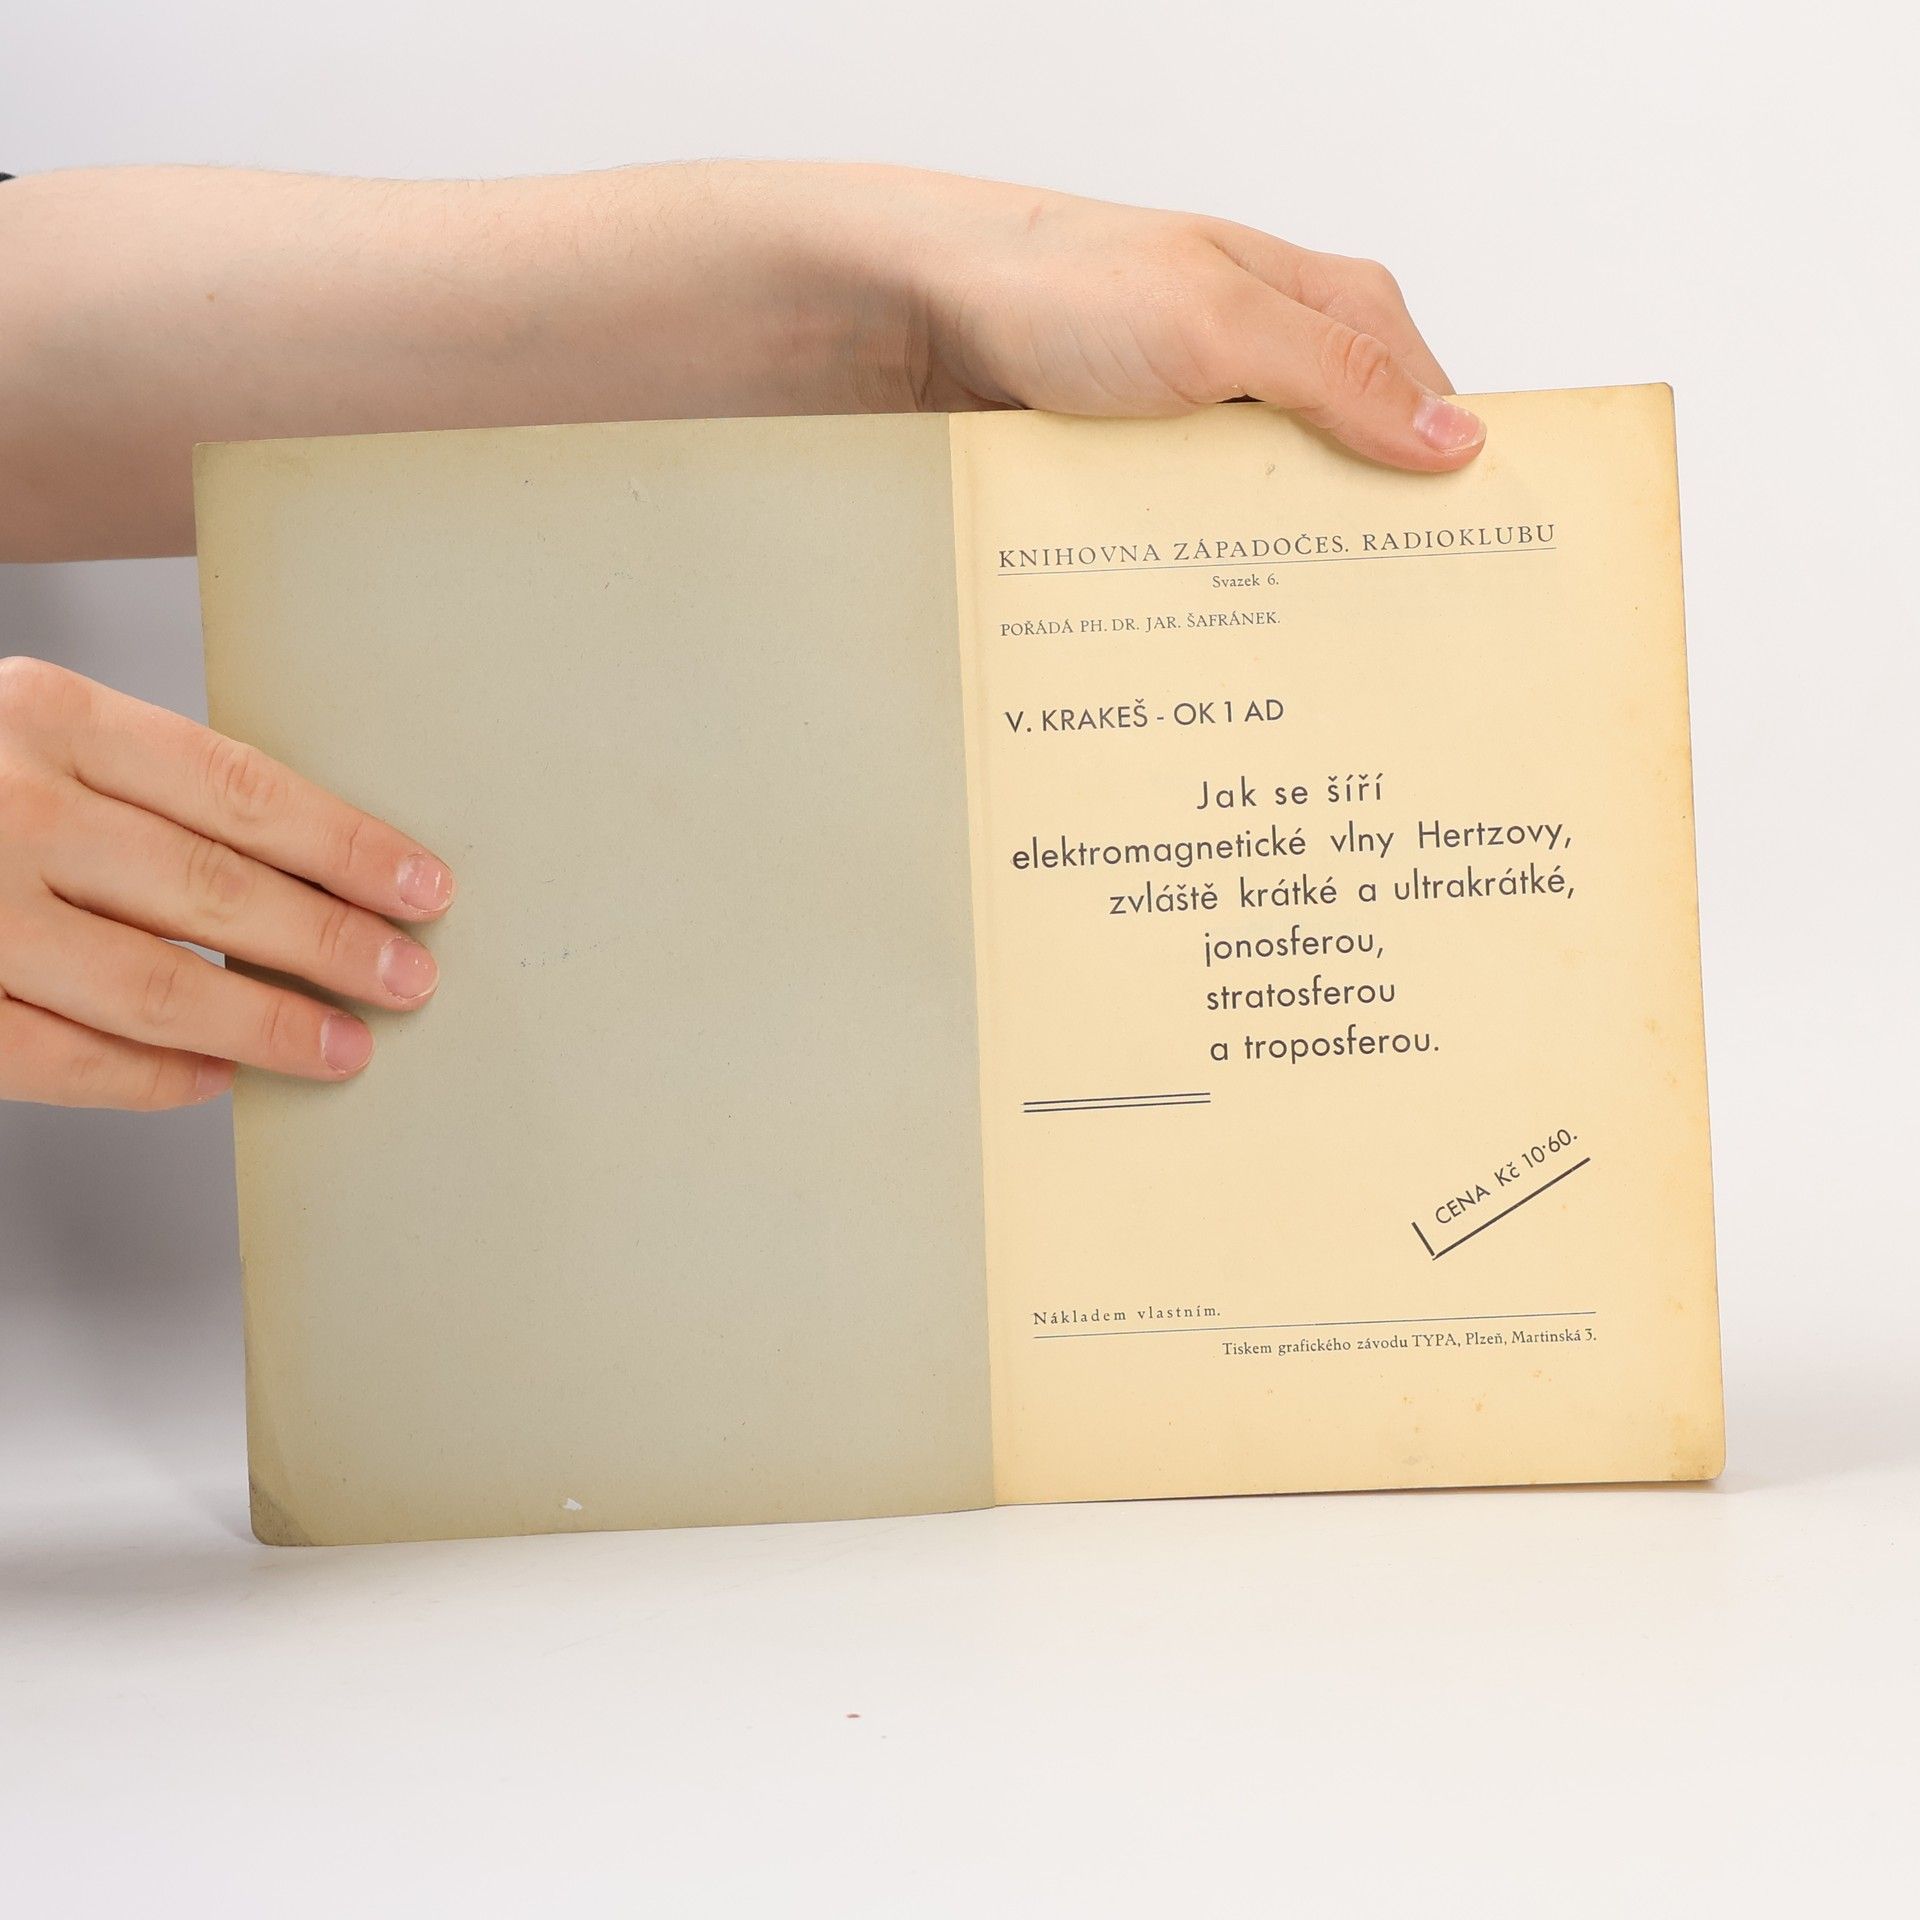 KNIHOVNA ZÁPADOČES. RADIOKLUBU
Svazek 6.
POŘÁDÁ PH. DR. JAR. ŠAFRÁNEK.
V. KRAKEŠ - OK 1 AD
Jak se šíří
elektromagnetické vlny Hertzovy,
zvláště krátké a ultrakrátké,
jonosferou,
stratosferou
a troposferou.
CENA Kč 10·60.
Nákladem vlastním.
Tiskem grafického závodu TYPA, Plzeň, Martinská 3.